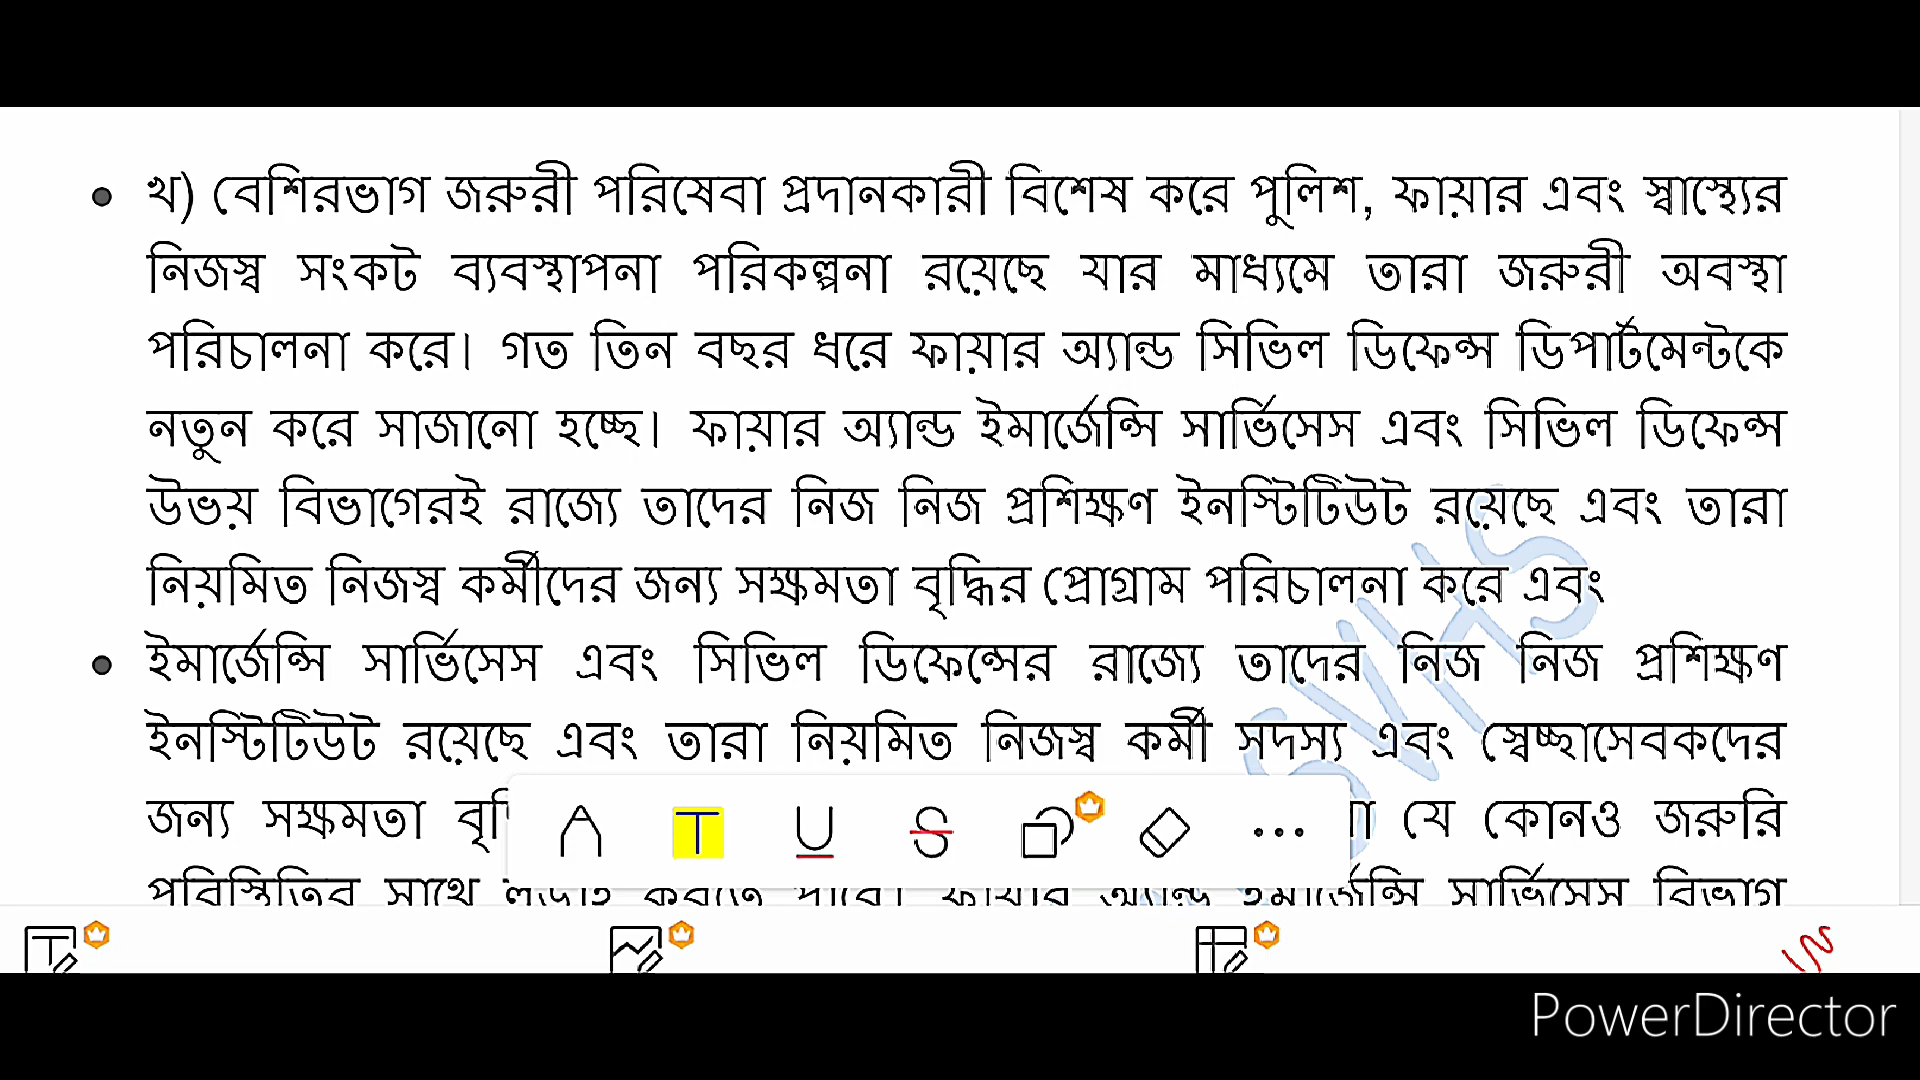 • খ) বেশিরভাগ জরুরী পরিষেবা প্রদানকারী বিশেষ করে পুলিশ, ফায়ার এবং স্বাস্থ্যের
নিজস্ব সংকট ব্যবস্থাপনা পরিকল্পনা রয়েছে যার মাধ্যমে তারা জরুরী অবস্থা
পরিচালনা করে। গত তিন বছর ধরে ফায়ার অ্যান্ড সিভিল ডিফেন্স ডিপার্টমেন্টকে
নতুন করে সাজানো হচ্ছে। ফায়ার অ্যান্ড ইমার্জেন্সি সার্ভিসেস এবং সিভিল ডিফেন্স
উভয় বিভাগেরই রাজ্যে তাদের নিজ নিজ প্রশিক্ষণ ইনস্টিটিউট রয়েছে এবং তারা
নিয়মিত নিজস্ব কর্মীদের জন্য সক্ষমতা বৃদ্ধির প্রোগ্রাম পরিচালনা করে এবং
• ইমার্জেন্সি সার্ভিসেস এবং সিভিল ডিফেন্সের রাজ্যে তাদের নিজ নিজ প্রশিক্ষণ
ইনস্টিটিউট রয়েছে এবং তারা নিয়মিত নিজস্ব কর্মী সদস্য এবং স্বেচ্ছাসেবকদের
জন্য সক্ষমতা যে কোনও জরুরি
পরিস্থিতির সাথে লড়াই করতে পারে। ফায়ার অ্যান্ড ইমার্জেন্সি সার্ভিসেস বিভাগ
PowerDirector